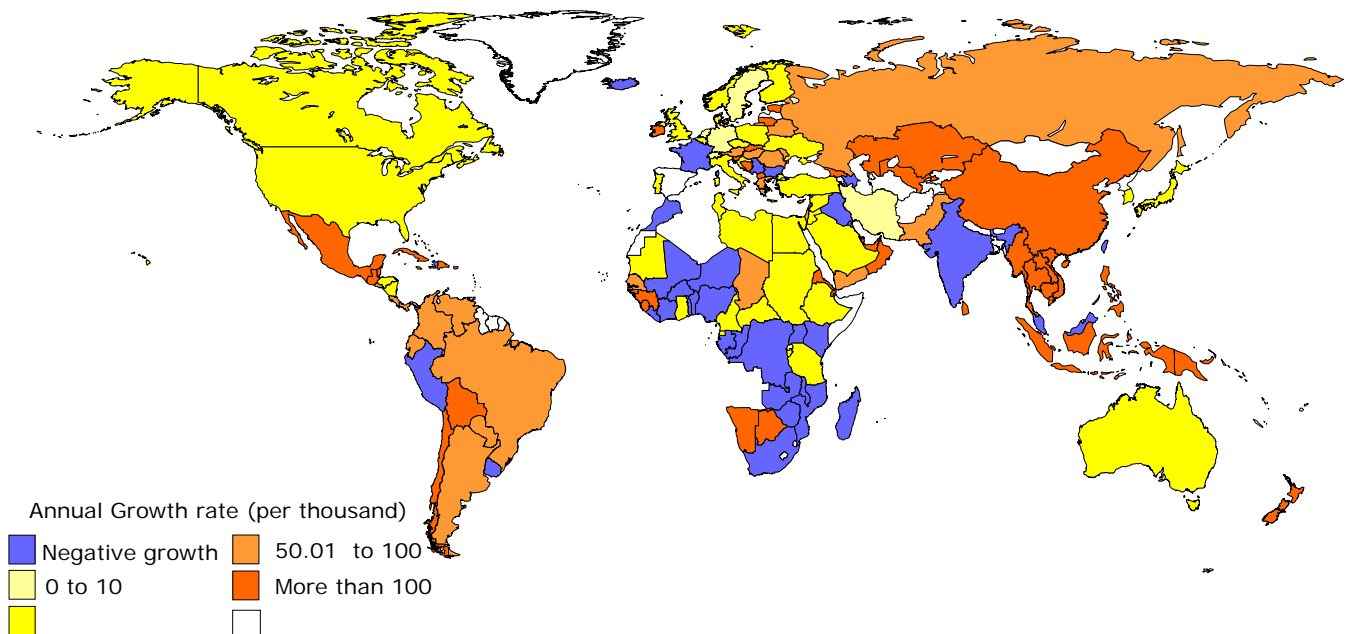 Annual Growth rate (per thousand)
Negative growth
50.01 to 100
0 to 10
More than 100